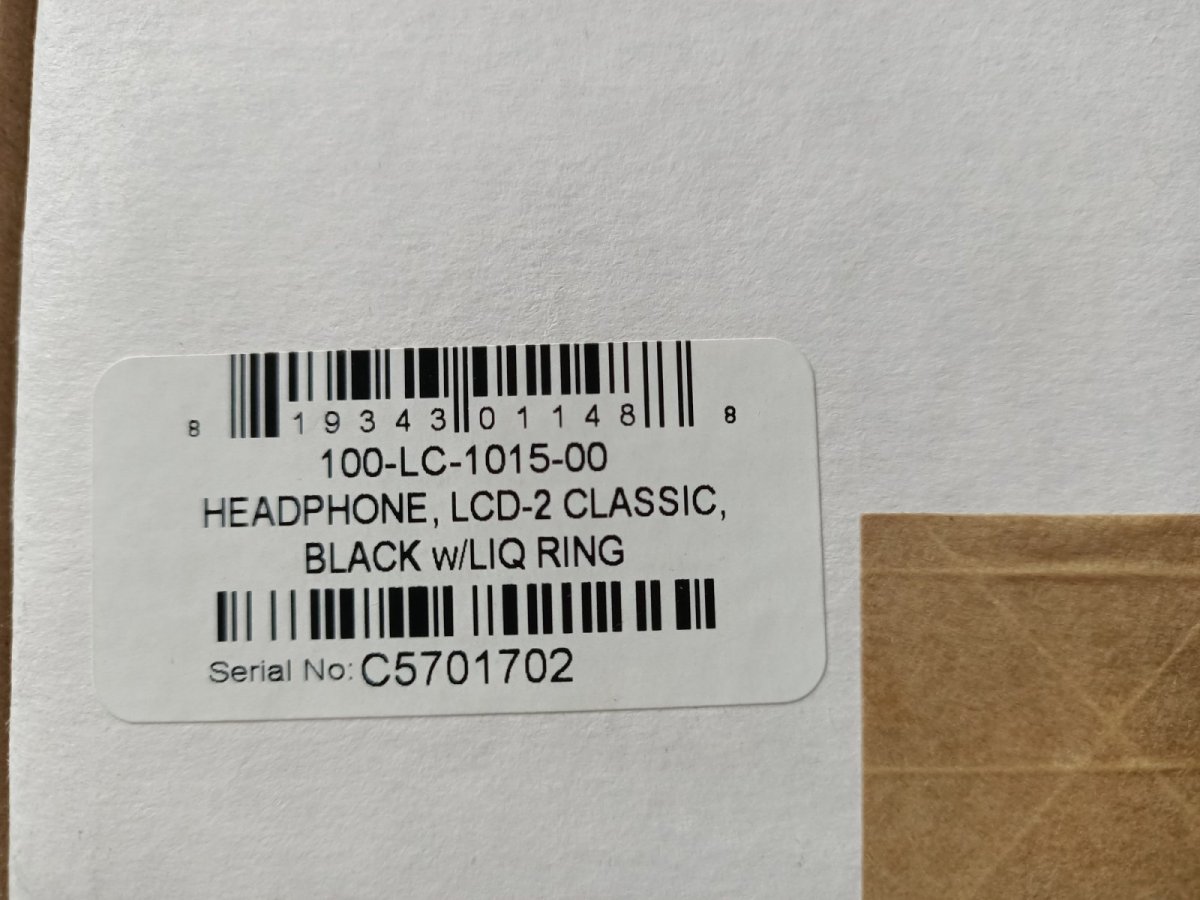 8 19343 01148 8
100-LC-1015-00
HEADPHONE, LCD-2 CLASSIC,
BLACK w/LIQ RING
Serial No: C5701702